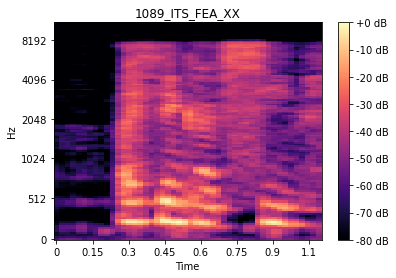 1089_ITS_FEA_XX
8192
4096
2048
1024
512
0
Hz
0 0.15 0.3 0.45 0.6 0.75 0.9 1.1
Time
+0 dB
-10 dB
-20 dB
-30 dB
-40 dB
-50 dB
-60 dB
-70 dB
-80 dB